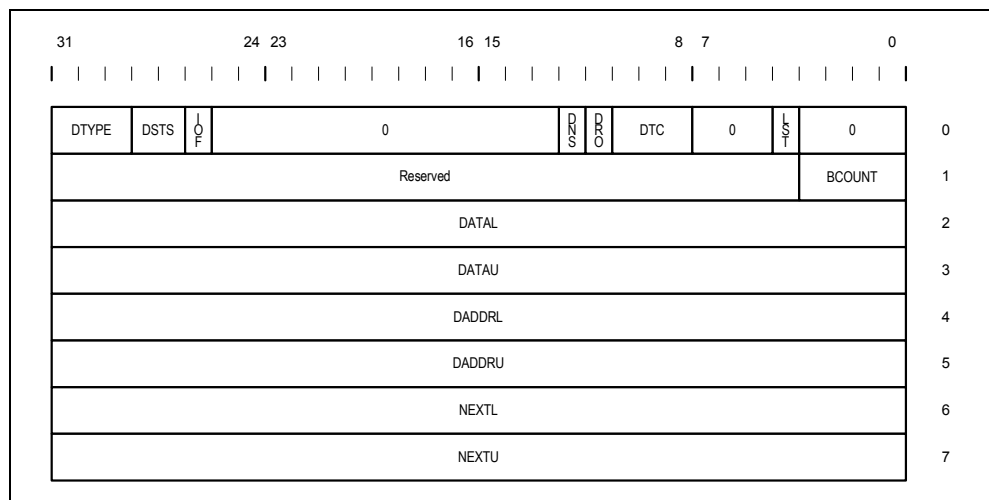 31 24 23 16 15 8 7 0
DTYPE DSTS IOF 0 DNS DRO DTC 0 LST 0 0
Reserved BCOUNT 1
DATAL 2
DATAU 3
DADDRL 4
DADDRU 5
NEXTL 6
NEXTU 7